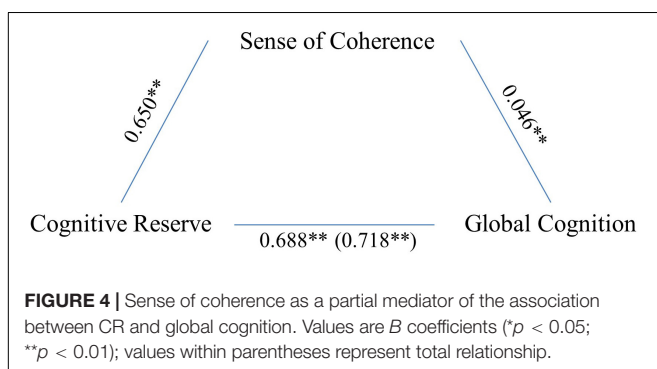 Sense of Coherence
0.650**
0.046**
Cognitive Reserve
Global Cognition
0.688** (0.718**)
FIGURE 4 | Sense of coherence as a partial mediator of the association
between CR and global cognition. Values are B coefficients (*p < 0.05;
**p < 0.01); values within parentheses represent total relationship.